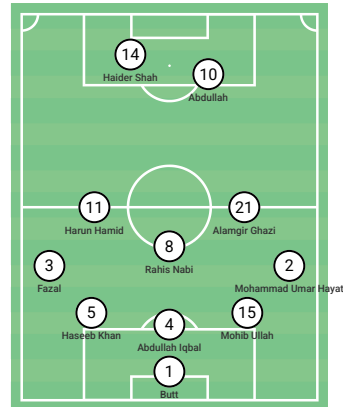 14
Haider Shah
10
Abdullah
11
Harun Hamid
21
Alamgir Ghazi
8
Rahis Nabi
3
Fazal
2
Mohammad Umar Hayat
5
Haseeb Khan
4
Abdullah Iqbal
15
Mohib Ullah
1
Butt